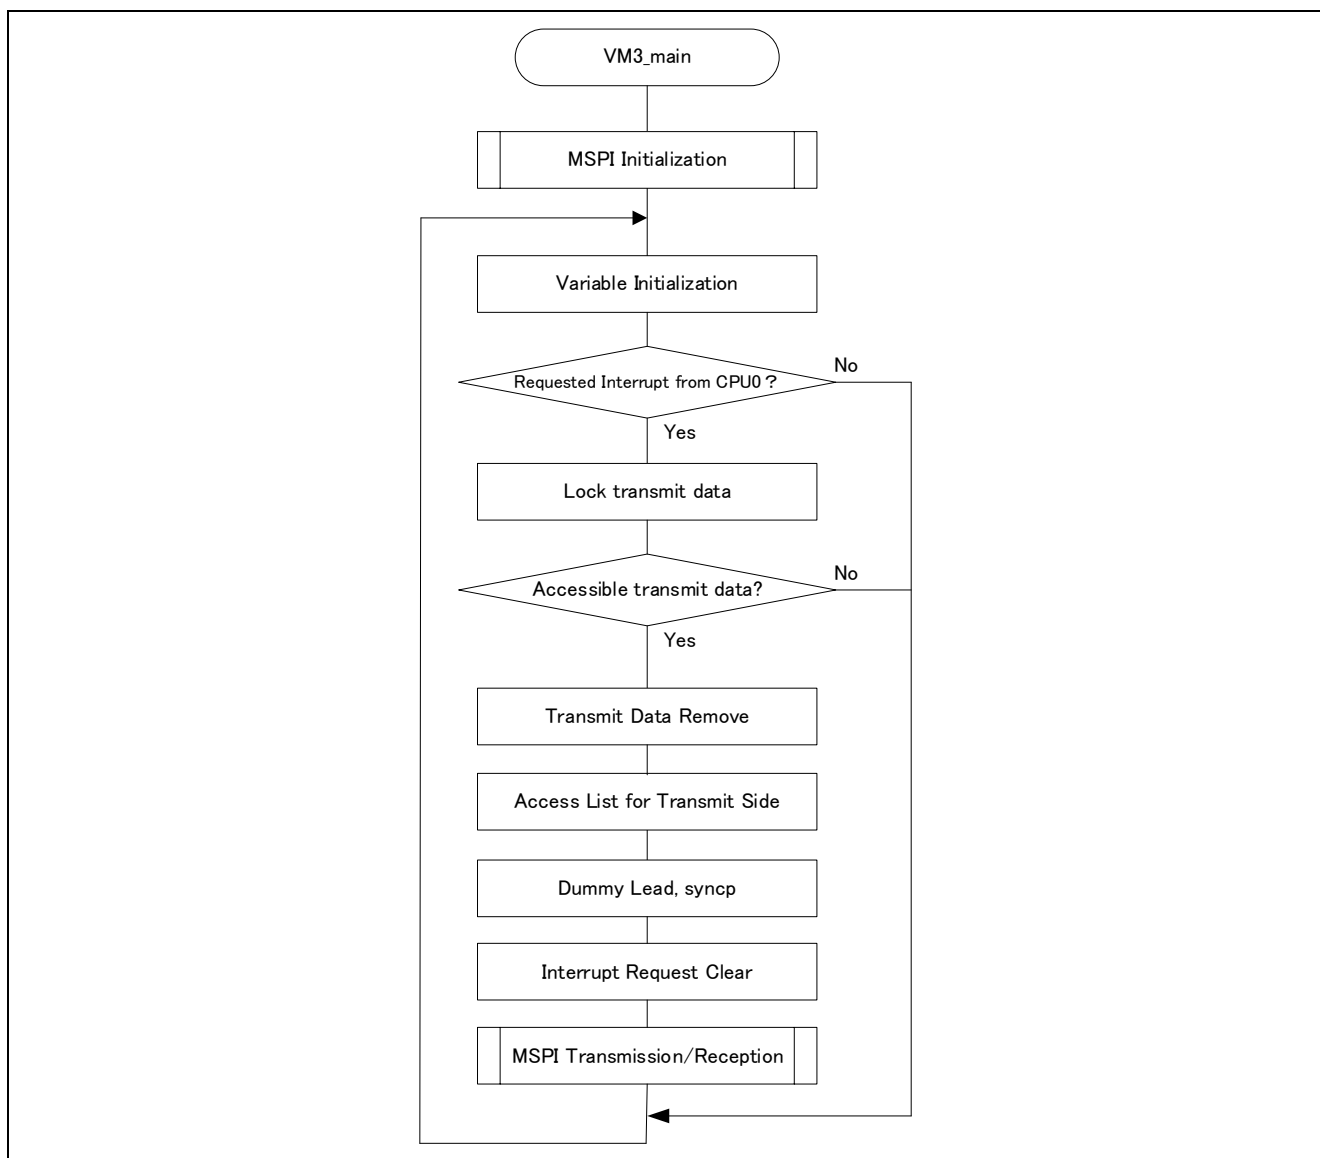 VM3_main
MSPI Initialization
Variable Initialization
Requested Interrupt from CPU0？
No
Yes
Lock transmit data
Accessible transmit data?
No
Yes
Transmit Data Remove
Access List for Transmit Side
Dummy Lead, syncp
Interrupt Request Clear
MSPI Transmission/Reception